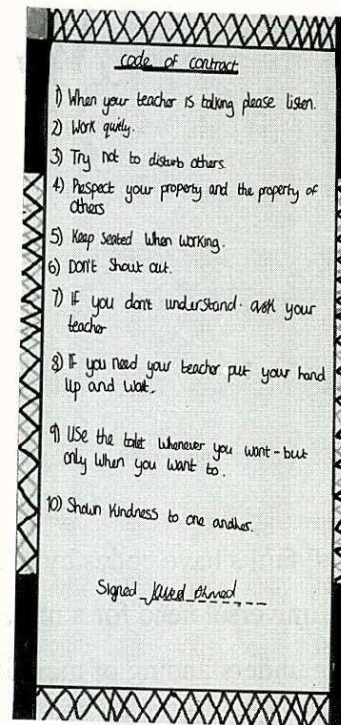 code of contract
1) When your teacher is talking please listen.
2) Work quietly.
3) Try not to disturb others.
4) Respect your property and the property of
others
5) Keep seated when working.
6) Don't shout out.
7) If you don't understand. ask your
teacher
8) If you need your teacher put your hand
up and wait.
9) Use the toilet whenever you want - but
only when you want to.
10) Shown kindness to one another.
Signed Ahmed